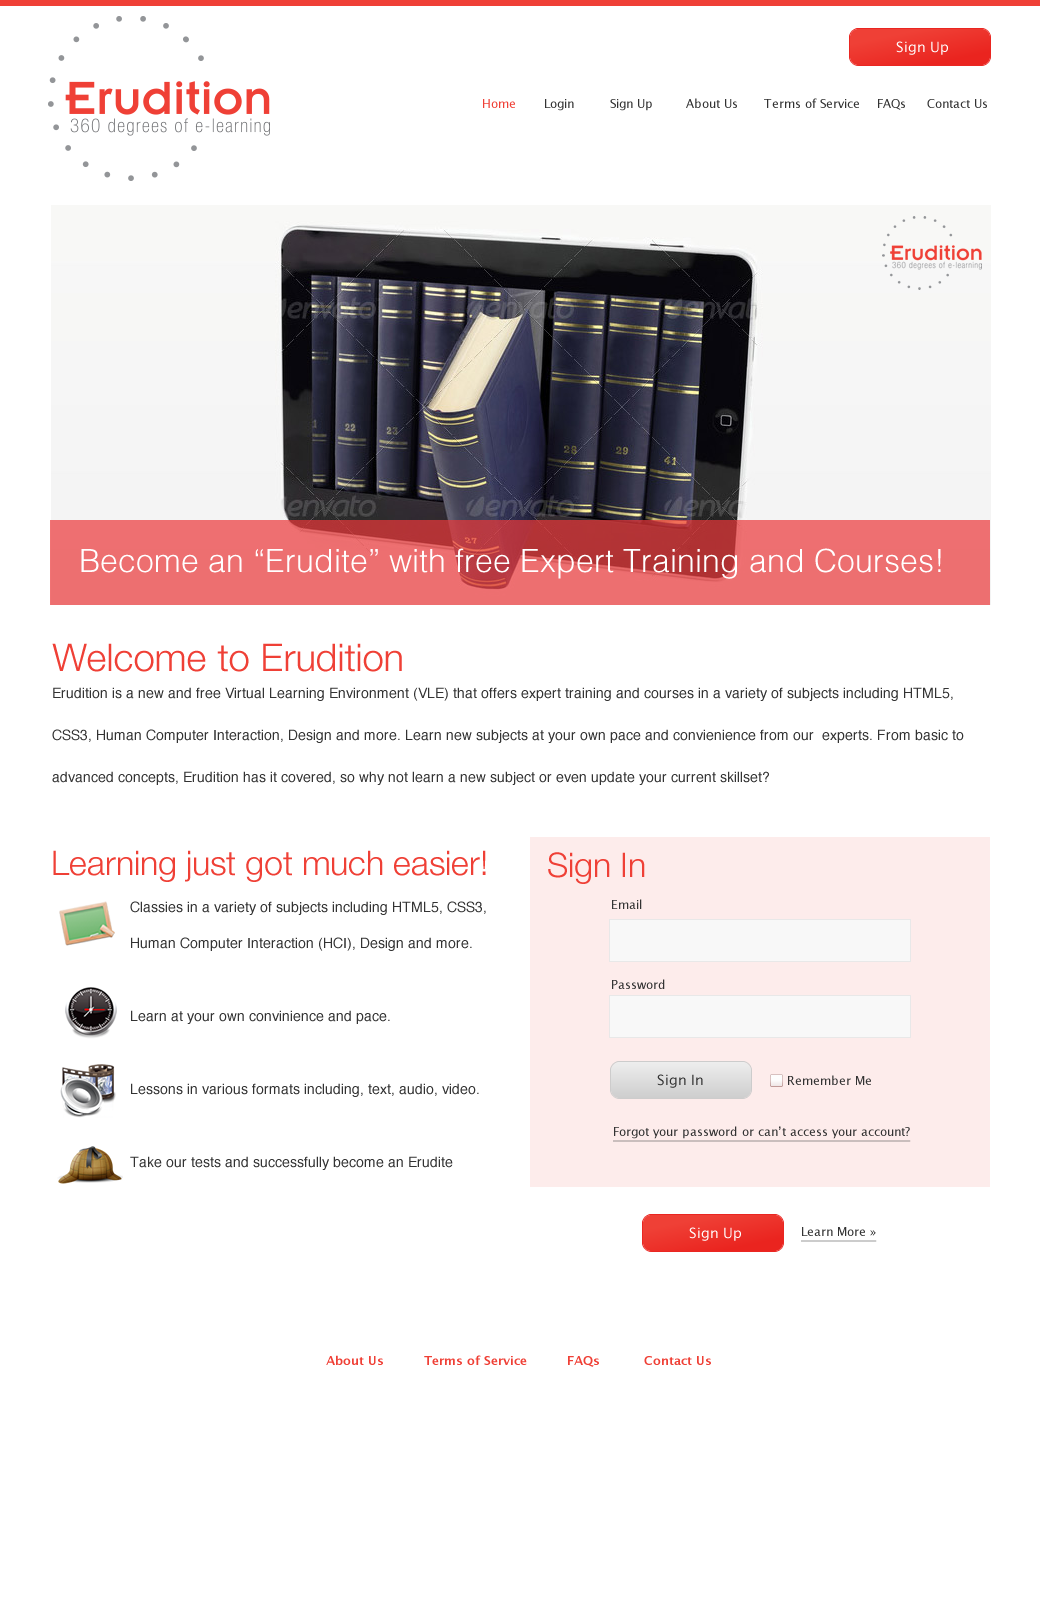 Sign Up
Erudition
360 degrees of e-learning
Home Login Sign Up About Us Terms of Service FAQs Contact Us
Erudition
360 degrees of e-learning
envato envato envato
22 23 26 29 41
envato envato envato
27
Become an “Erudite” with free Expert Training and Courses!
Welcome to Erudition
Erudition is a new and free Virtual Learning Environment (VLE) that offers expert training and courses in a variety of subjects including HTML5,
CSS3, Human Computer Interaction, Design and more. Learn new subjects at your own pace and convienience from our experts. From basic to
advanced concepts, Erudition has it covered, so why not learn a new subject or even update your current skillset?
Learning just got much easier!
Classies in a variety of subjects including HTML5, CSS3,
Human Computer Interaction (HCI), Design and more.
Learn at your own convinience and pace.
Lessons in various formats including, text, audio, video.
Take our tests and successfully become an Erudite
Sign In
Email
Password
Sign In Remember Me
Forgot your password or can’t access your account?
Sign Up Learn More »
About Us Terms of Service FAQs Contact Us